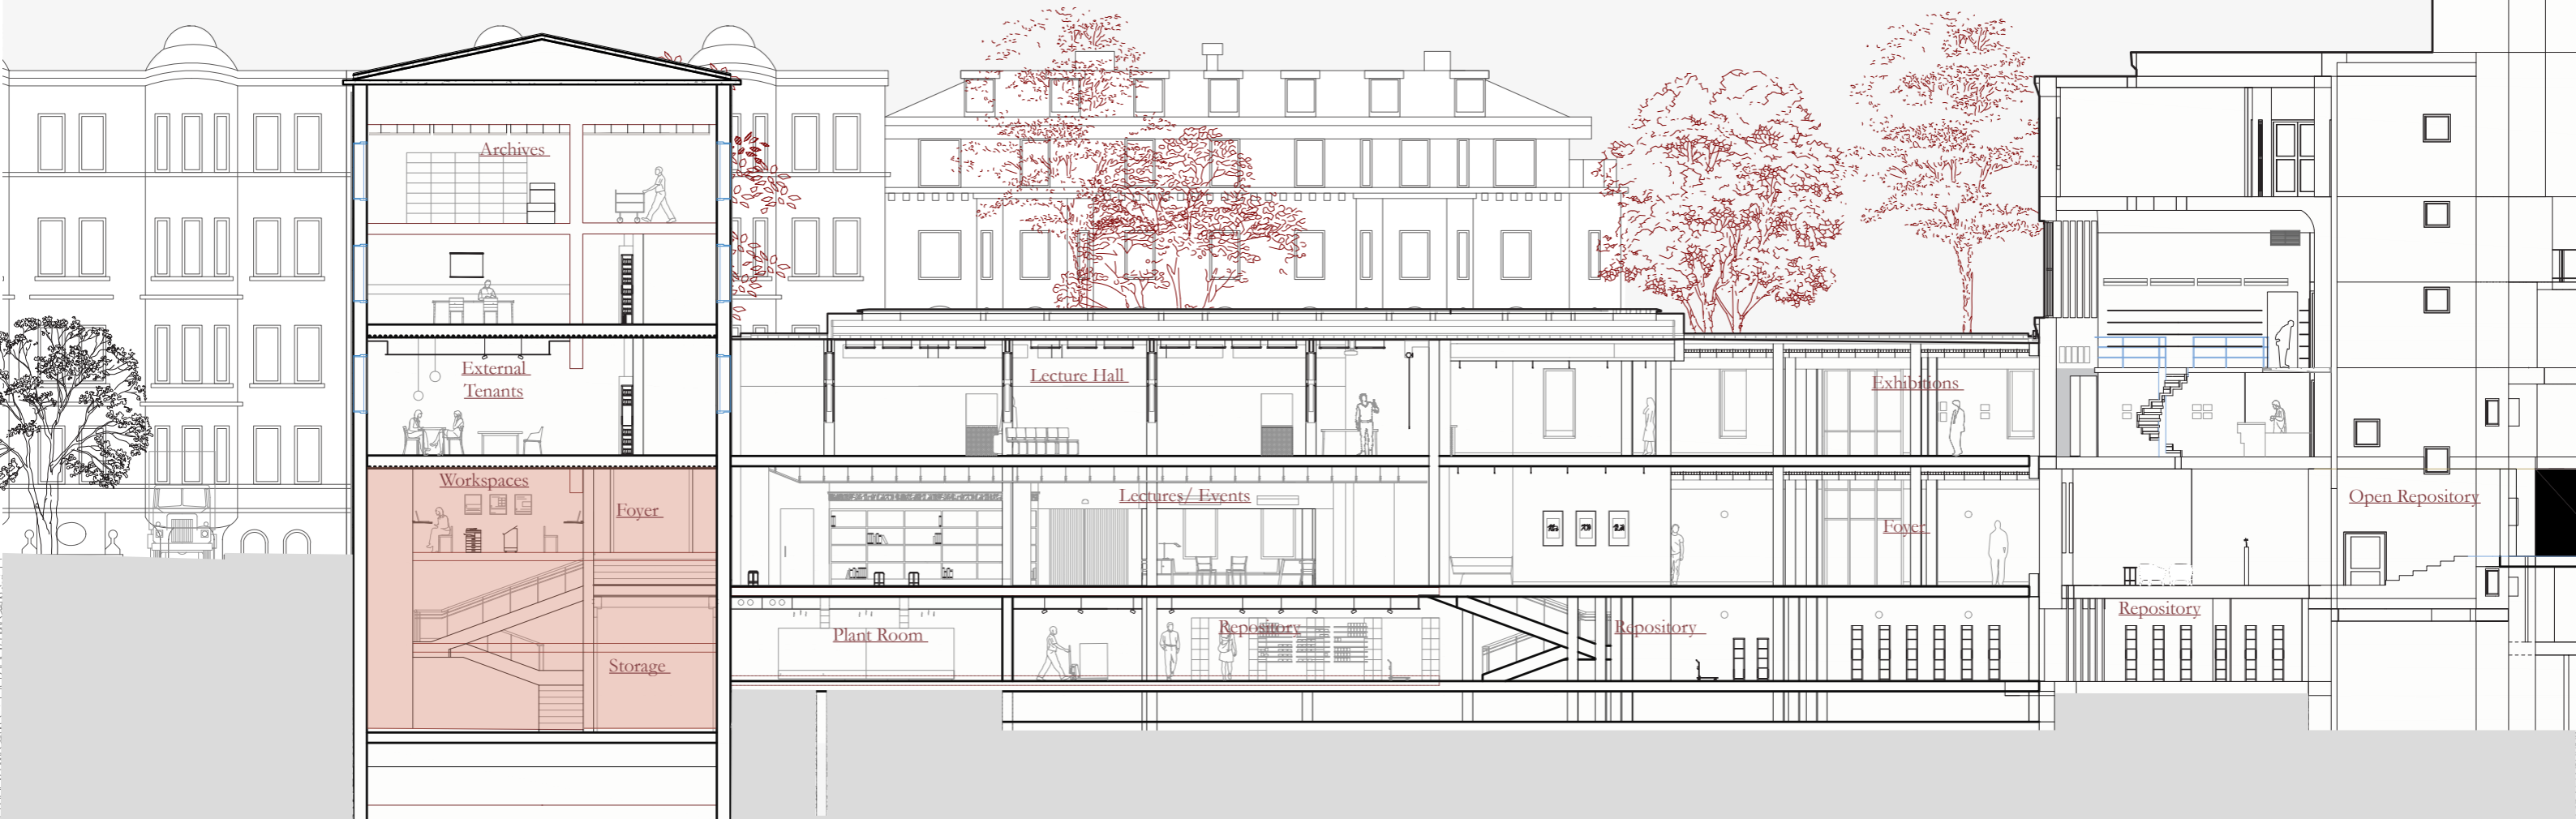 Archives
External
Tenants
Lecture Hall
Exhibitions
Workspaces
Foyer
Lectures/ Events
Foyer
Open Repository
Plant Room
Repository
Repository
Repository
Storage